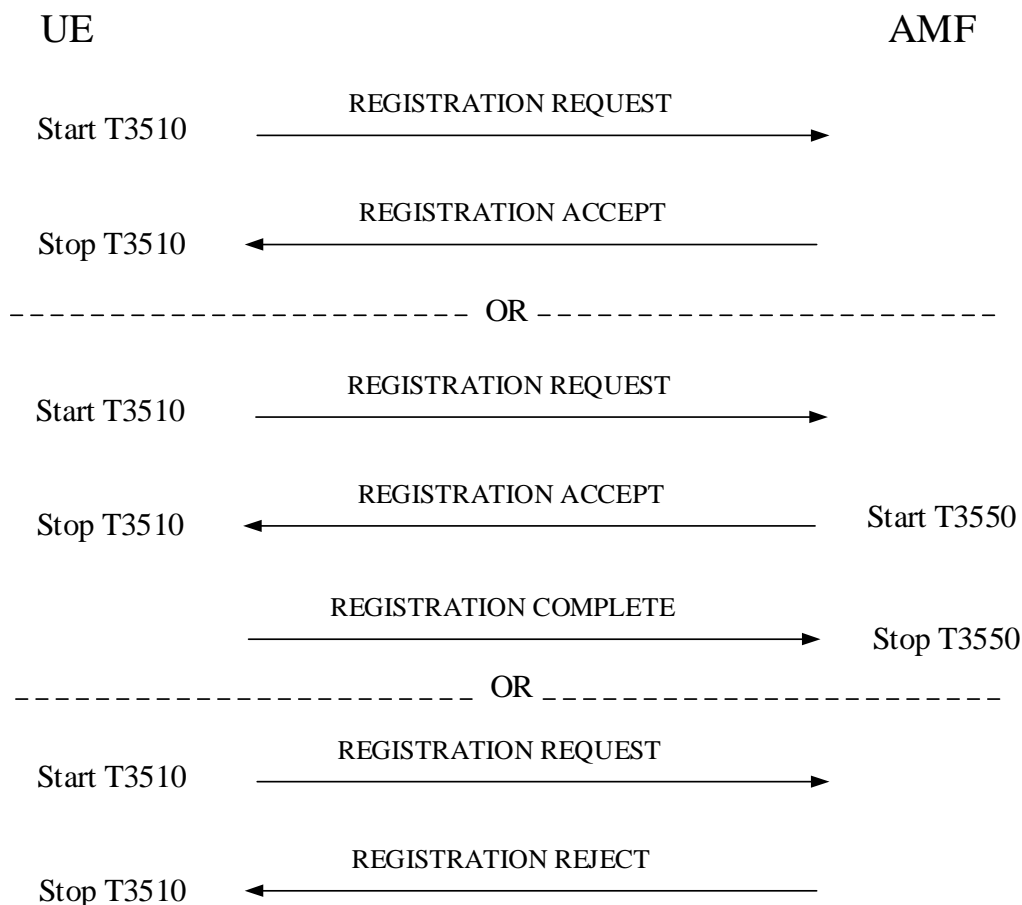 UE AMF
REGISTRATION REQUEST
Start T3510
REGISTRATION ACCEPT
Stop T3510
OR
REGISTRATION REQUEST
Start T3510
REGISTRATION ACCEPT
Stop T3510 Start T3550
REGISTRATION COMPLETE
Stop T3550
OR
REGISTRATION REQUEST
Start T3510
REGISTRATION REJECT
Stop T3510